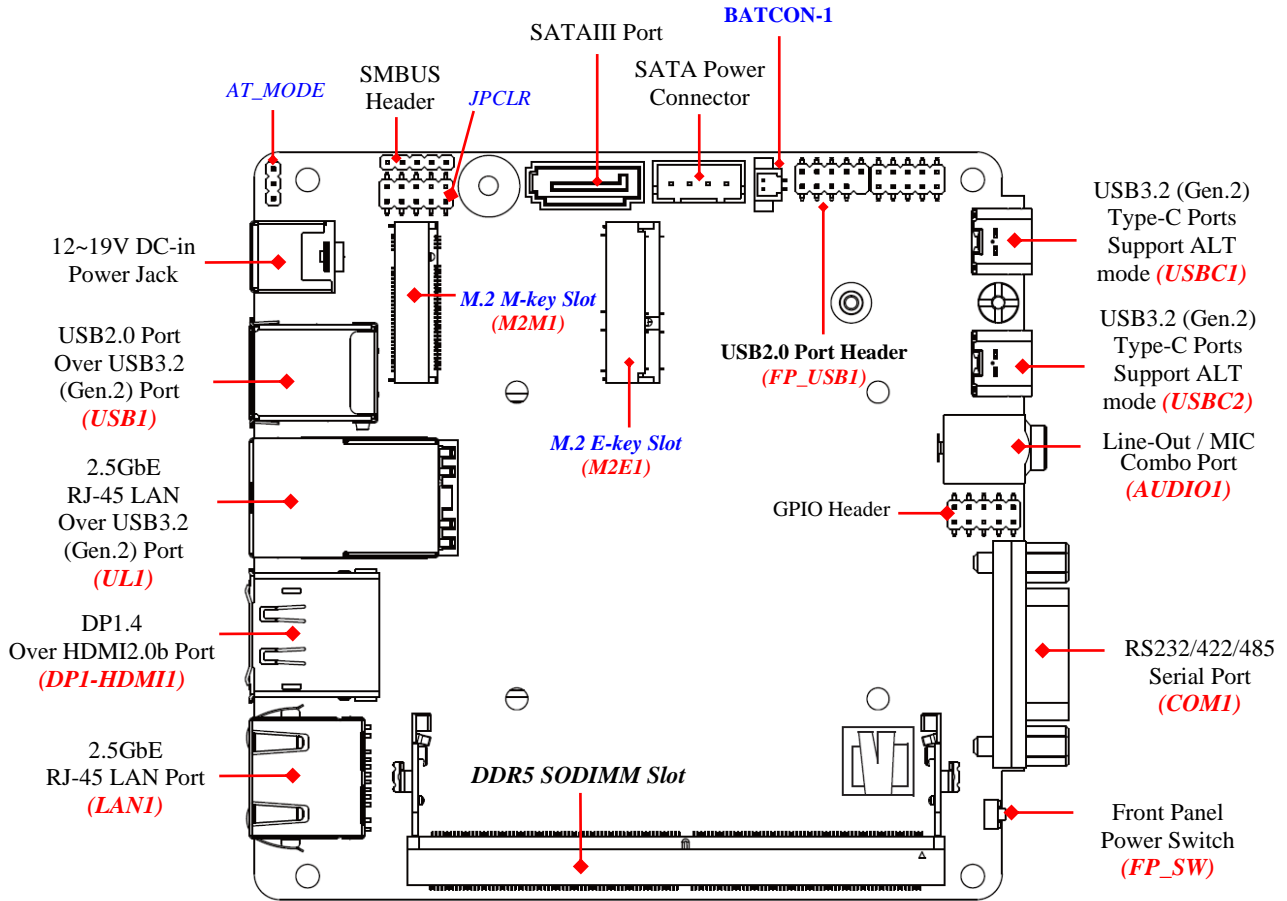 BATCON-1
SATAIII Port
SATA Power
Connector
SMBUS
Header
AT_MODE
JPCLR
12~19V DC-in
Power Jack
USB2.0 Port
Over USB3.2
(Gen.2) Port
(USB1)
2.5GbE
RJ-45 LAN
Over USB3.2
(Gen.2) Port
(UL1)
DP1.4
Over HDMI2.0b Port
(DP1-HDMI1)
2.5GbE
RJ-45 LAN Port
(LAN1)
M.2 M-key Slot
(M2M1)
M.2 E-key Slot
(M2E1)
USB2.0 Port Header
(FP_USB1)
GPIO Header
DDR5 SODIMM Slot
USB3.2 (Gen.2)
Type-C Ports
Support ALT
mode (USBC1)
USB3.2 (Gen.2)
Type-C Ports
Support ALT
mode (USBC2)
Line-Out / MIC
Combo Port
(AUDIO1)
RS232/422/485
Serial Port
(COM1)
Front Panel
Power Switch
(FP_SW)